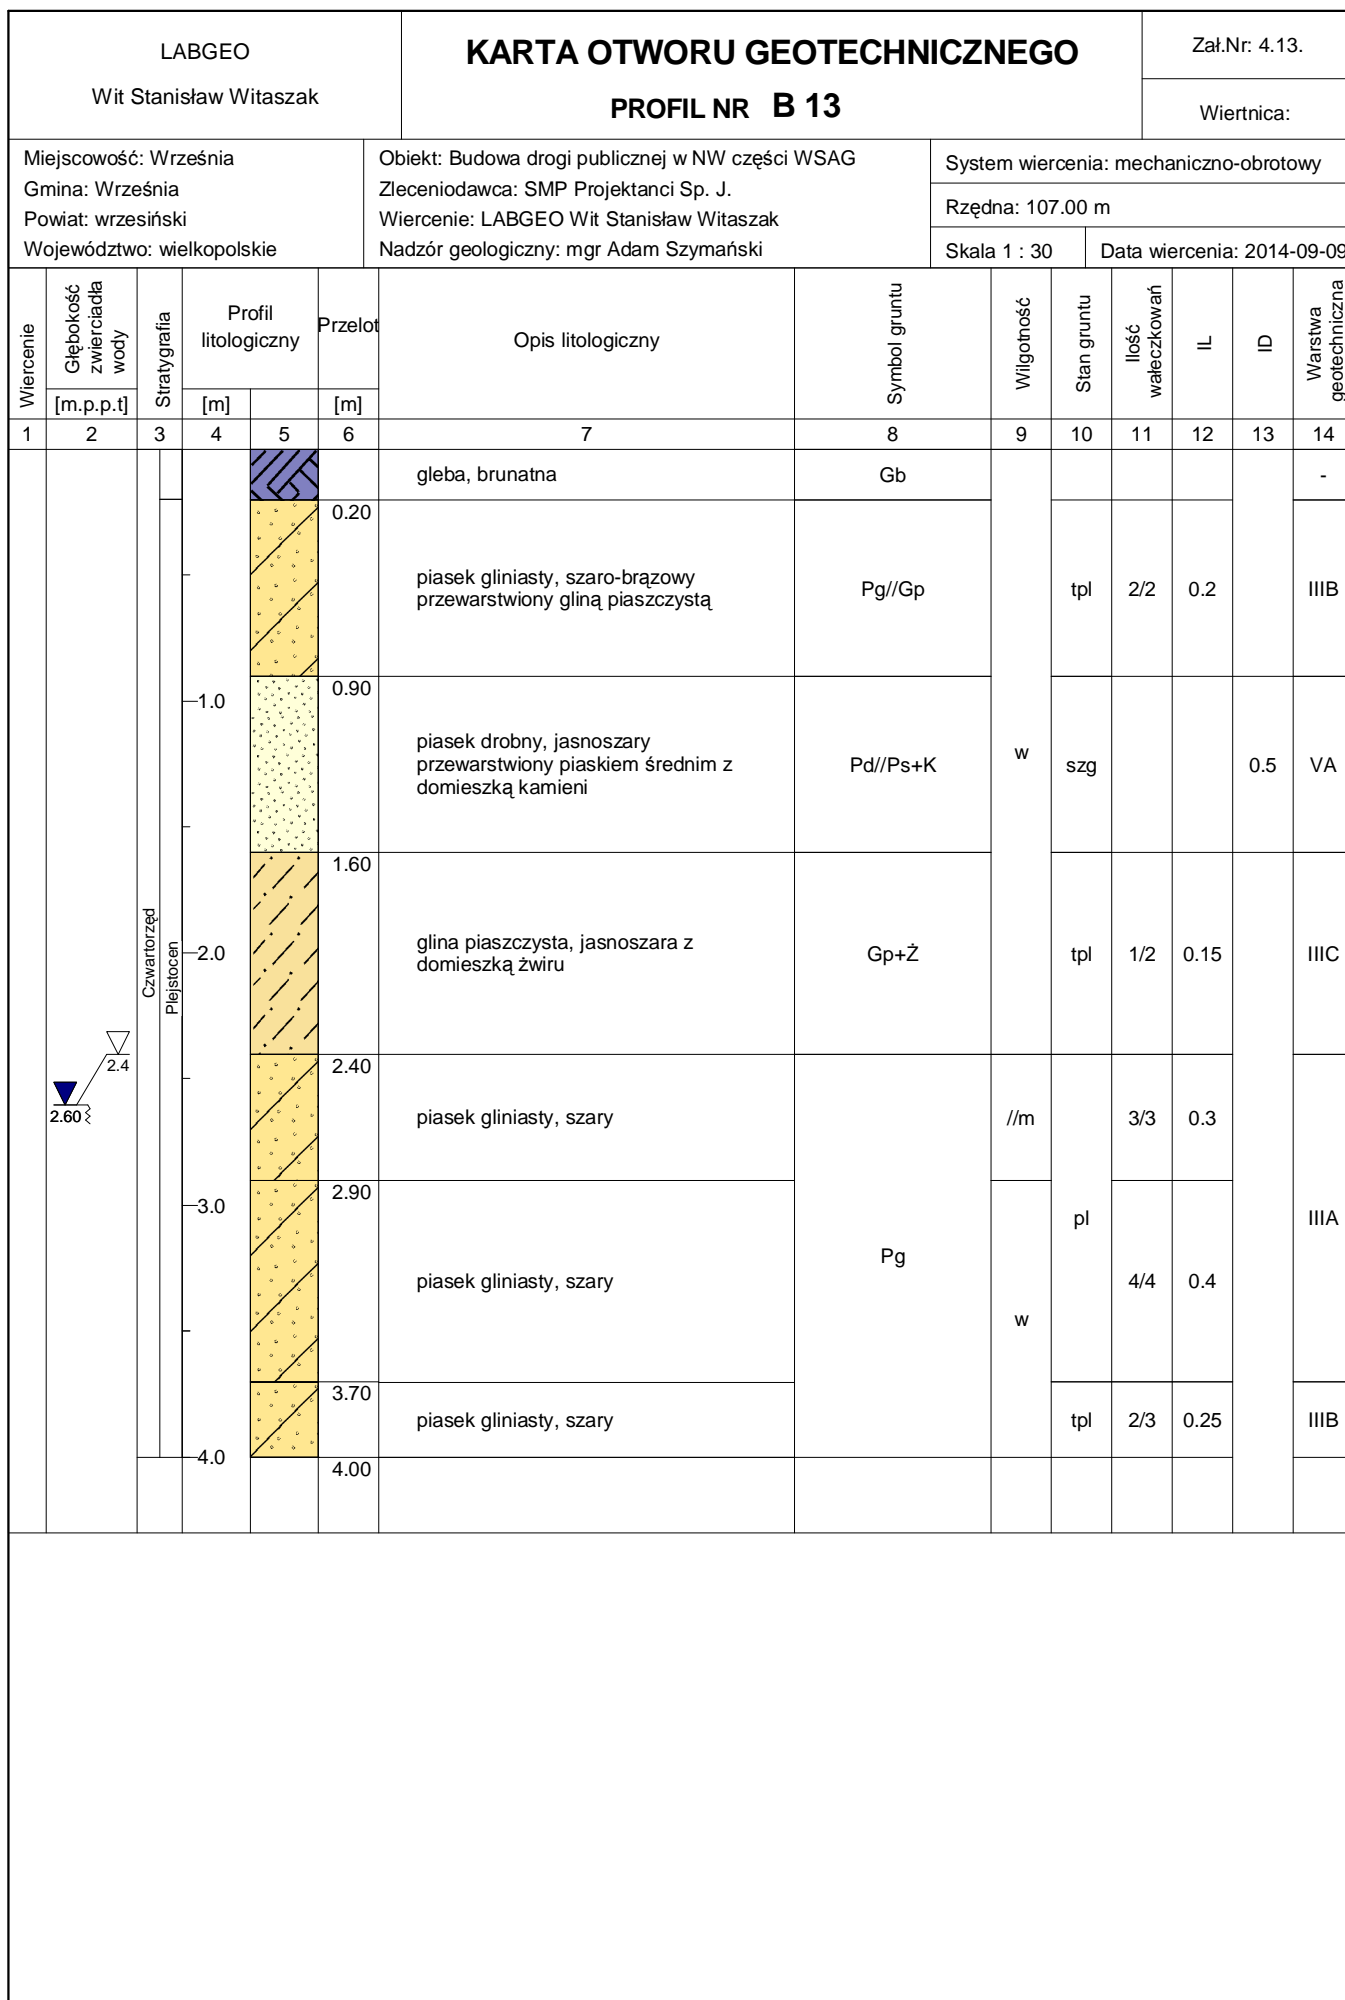 LABGEO
Wit Stanisław Witaszak
KARTA OTWORU GEOTECHNICZNEGO
PROFIL NR B 13
Zał.Nr: 4.13.
Wiertnica:
Miejscowość: Września
Gmina: Września
Powiat: wrzesiński
Województwo: wielkopolskie
Obiekt: Budowa drogi publicznej w NW części WSAG
Zleceniodawca: SMP Projektanci Sp. J.
Wiercenie: LABGEO Wit Stanisław Witaszak
Nadzór geologiczny: mgr Adam Szymański
System wiercenia: mechaniczno-obrotowy
Rzędna: 107.00 m
Skala 1 : 30
Data wiercenia: 2014-09-09
Wiercenie
Głębokość
zwierciadła
wody
[m.p.p.t]
Stratygrafia
Profil
litologiczny
[m]
Przelot
[m]
Opis litologiczny
Symbol gruntu
Wilgotność
Stan gruntu
Ilość
wałeczkowań
IL
ID
Warstwa
geotechniczna
1 2 3 4 5 6 7 8 9 10 11 12 13 14
gleba, brunatna Gb -
0.20
piasek gliniasty, szaro-brązowy
przewarstwiony gliną piaszczystą
Pg//Gp tpl 2/2 0.2 IIIB
0.90
1.0
piasek drobny, jasnoszary
przewarstwiony piaskiem średnim z
domieszką kamieni
Pd//Ps+K w szg 0.5 VA
1.60
Czwartorzęd
Plejstocen
2.0
glina piaszczysta, jasnoszara z
domieszką żwiru
Gp+Ż tpl 1/2 0.15 IIIC
2.4
2.40
2.60
piasek gliniasty, szary //m 3/3 0.3
2.90
3.0
pl IIIA
Pg
piasek gliniasty, szary 4/4 0.4
w
3.70
piasek gliniasty, szary tpl 2/3 0.25 IIIB
4.0
4.00